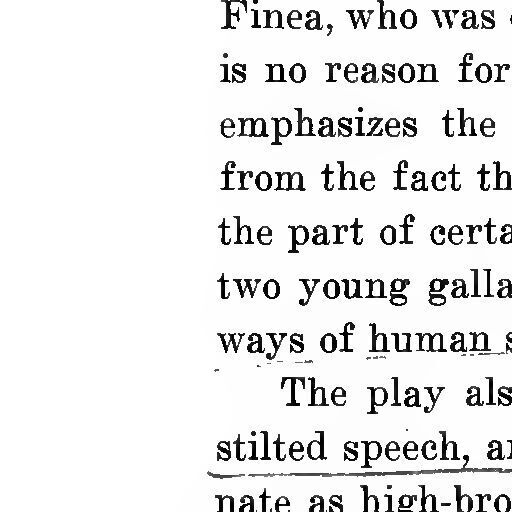 Finea, who was
is no reason for
emphasizes the
from the fact th
the part of certa
two young galla
ways of human s
The play als
stilted speech, a
nate as high-bro